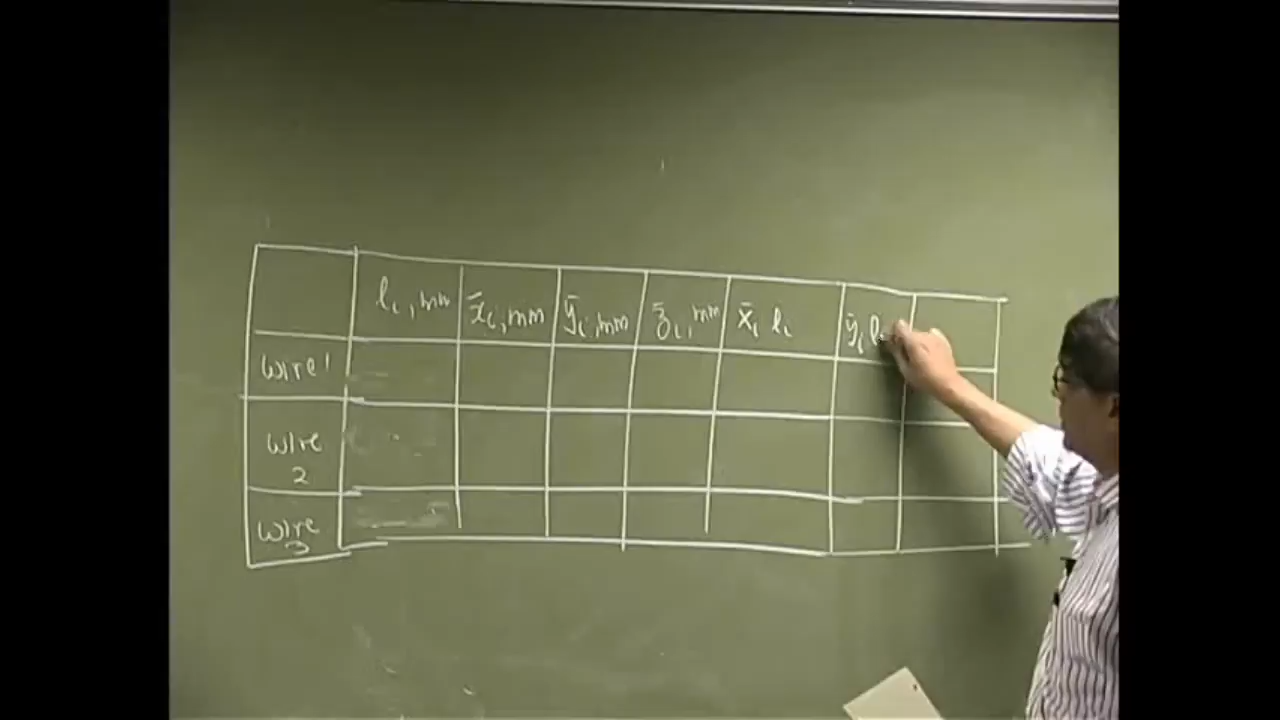 l_i, mm x̄_i, mm ȳ_i, mm z̄_i, mm x̄_i l_i ȳ_i l_i
wire 1
wire
2
wire
3